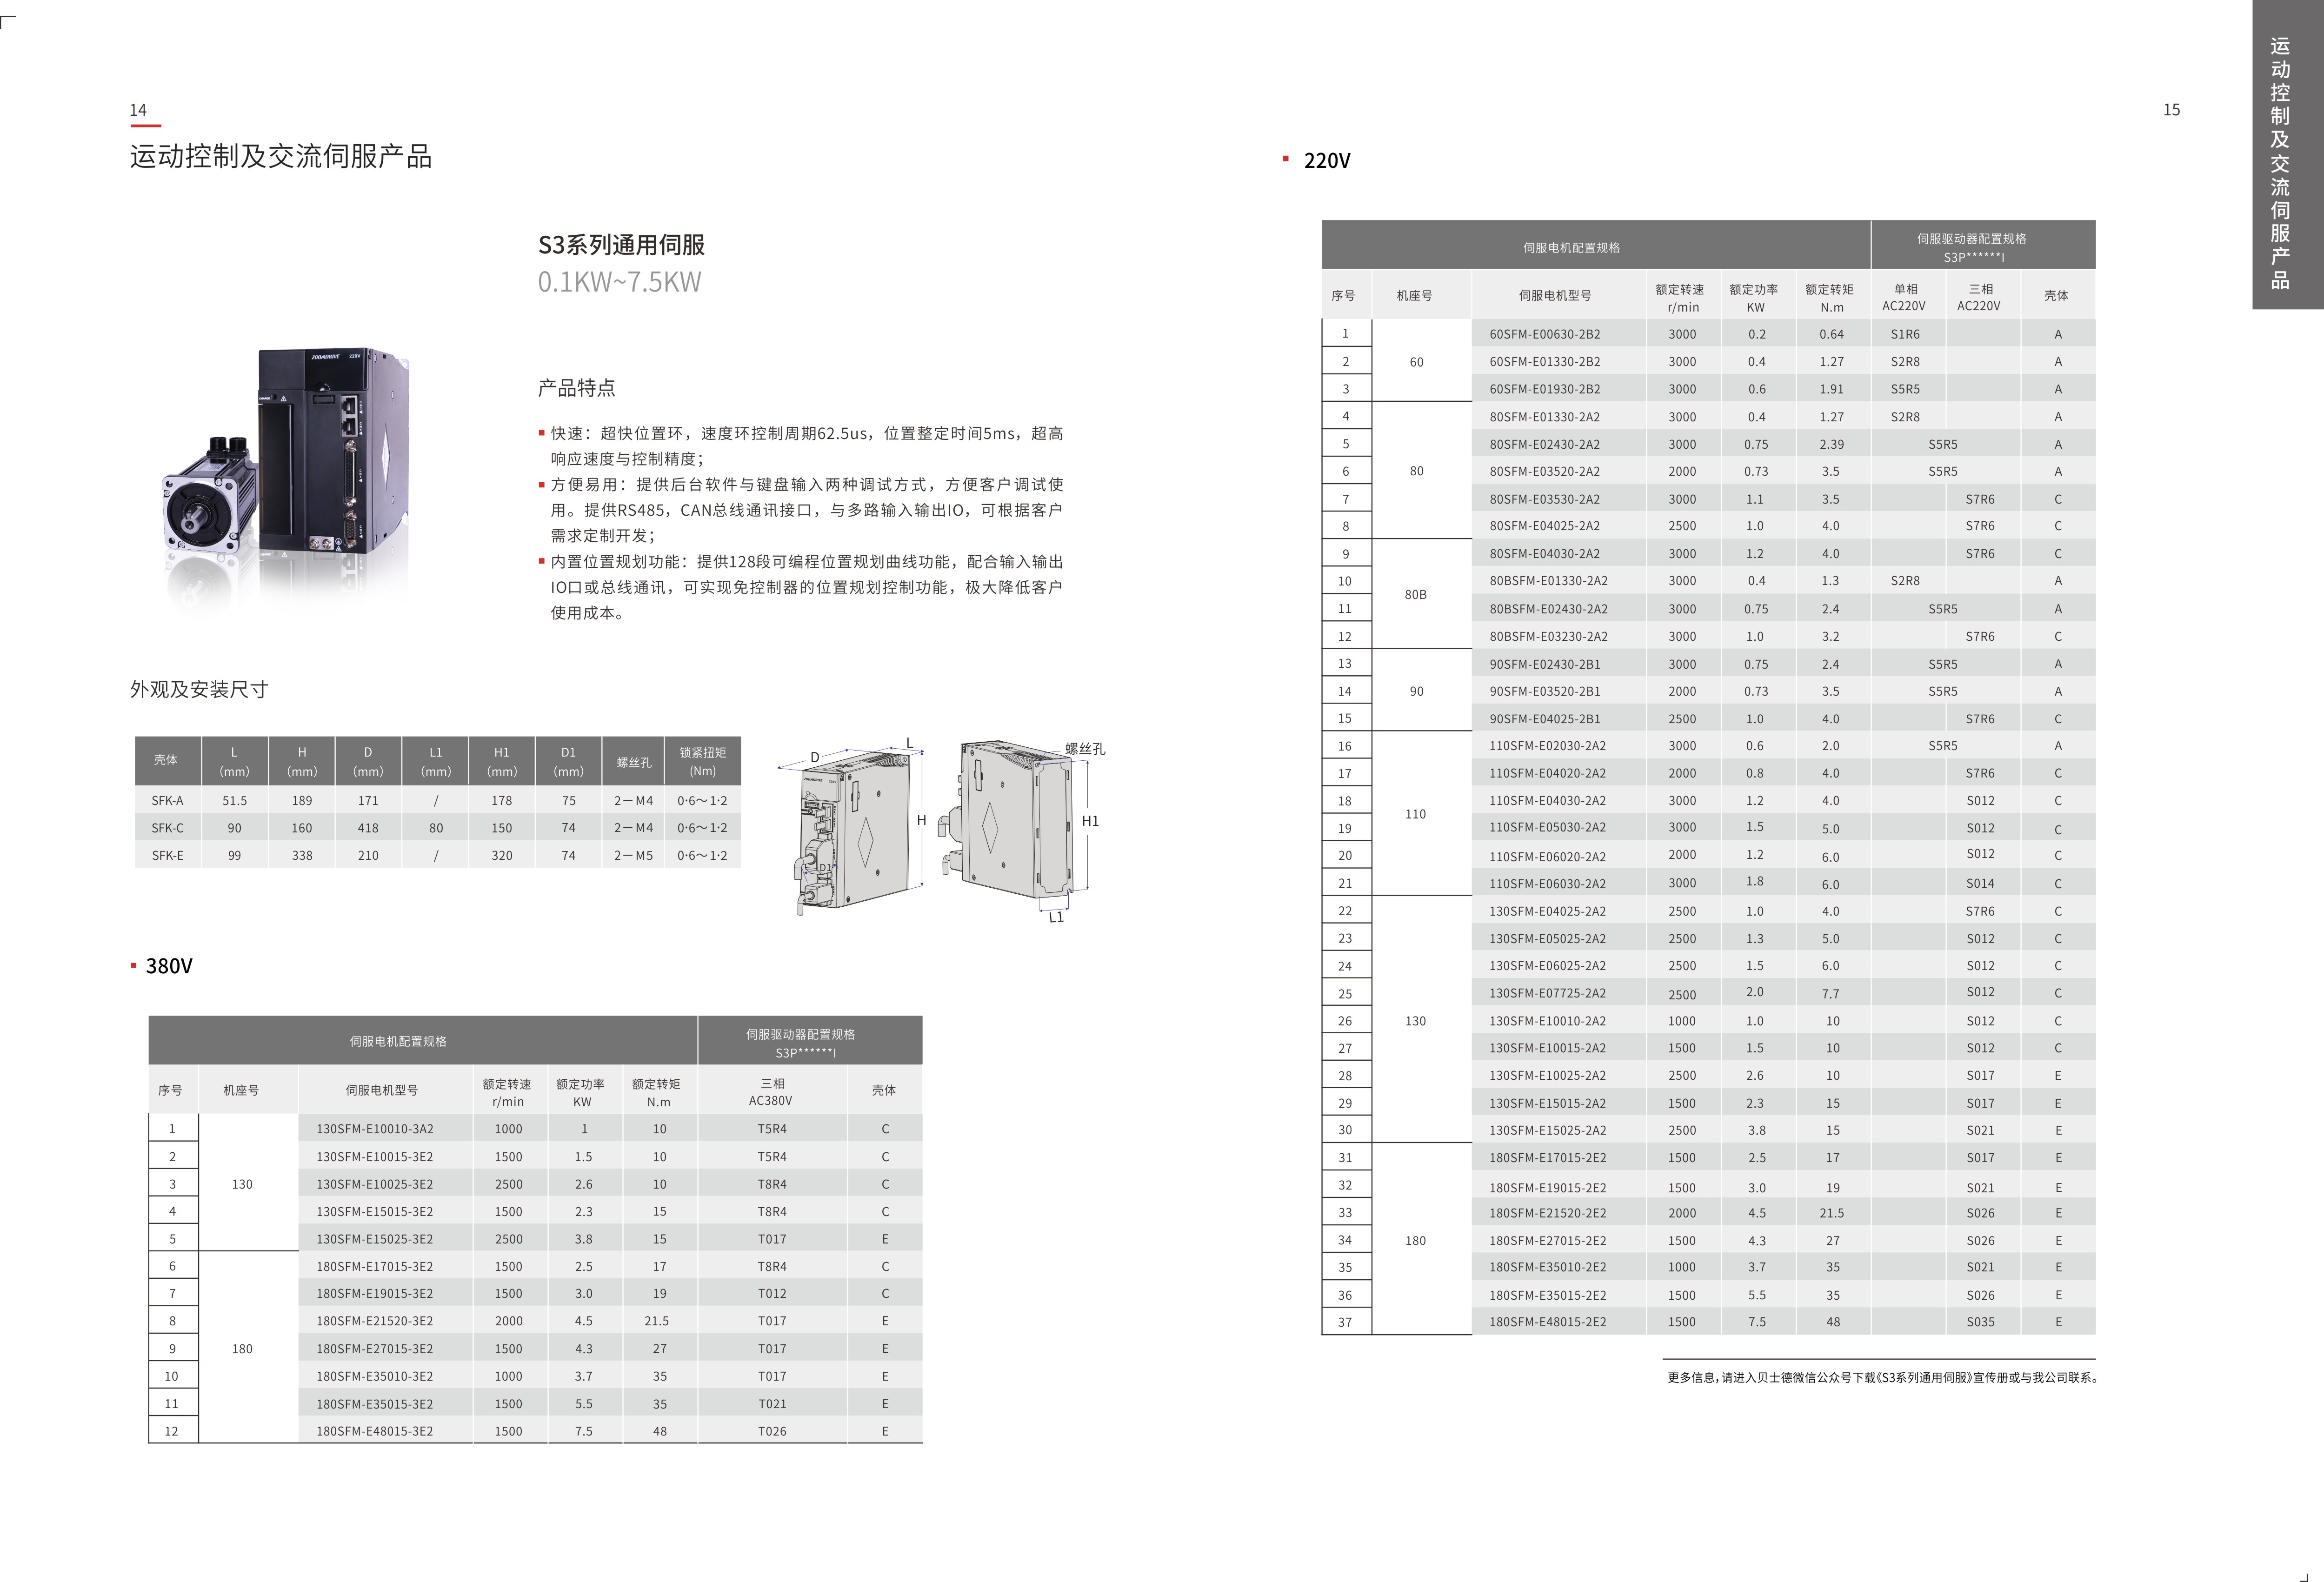 14
运动控制及交流伺服产品
S3系列通用伺服
0.1KW~7.5KW
ZOOMDRIVE 220V
产品特点
快速：超快位置环，速度环控制周期62.5us，位置整定时间5ms，超高
响应速度与控制精度；
方便易用：提供后台软件与键盘输入两种调试方式，方便客户调试使
用。提供RS485，CAN总线通讯接口，与多路输入输出IO，可根据客户
需求定制开发；
内置位置规划功能：提供128段可编程位置规划曲线功能，配合输入输出
IO口或总线通讯，可实现免控制器的位置规划控制功能，极大降低客户
使用成本。
外观及安装尺寸
壳体 L（mm） H（mm） D（mm） L1（mm） H1（mm） D1（mm） 螺丝孔 锁紧扭矩(Nm)
SFK-A 51.5 189 171 / 178 75 2－M4 0·6～1·2
SFK-C 90 160 418 80 150 74 2－M4 0·6～1·2
SFK-E 99 338 210 / 320 74 2－M5 0·6～1·2
D L H D1 螺丝孔 H1 L1
380V
伺服电机配置规格 伺服驱动器配置规格 S3P******I
序号 机座号 伺服电机型号 额定转速 r/min 额定功率 KW 额定转矩 N.m 三相 AC380V 壳体
1 130SFM-E10010-3A2 1000 1 10 T5R4 C
2 130SFM-E10015-3E2 1500 1.5 10 T5R4 C
3 130 130SFM-E10025-3E2 2500 2.6 10 T8R4 C
4 130SFM-E15015-3E2 1500 2.3 15 T8R4 C
5 130SFM-E15025-3E2 2500 3.8 15 T017 E
6 180SFM-E17015-3E2 1500 2.5 17 T8R4 C
7 180SFM-E19015-3E2 1500 3.0 19 T012 C
8 180SFM-E21520-3E2 2000 4.5 21.5 T017 E
9 180 180SFM-E27015-3E2 1500 4.3 27 T017 E
10 180SFM-E35010-3E2 1000 3.7 35 T017 E
11 180SFM-E35015-3E2 1500 5.5 35 T021 E
12 180SFM-E48015-3E2 1500 7.5 48 T026 E
15
运动控制及交流伺服产品
220V
伺服电机配置规格 伺服驱动器配置规格 S3P******I
序号 机座号 伺服电机型号 额定转速 r/min 额定功率 KW 额定转矩 N.m 单相 AC220V 三相 AC220V 壳体
1 60SFM-E00630-2B2 3000 0.2 0.64 S1R6 A
2 60 60SFM-E01330-2B2 3000 0.4 1.27 S2R8 A
3 60SFM-E01930-2B2 3000 0.6 1.91 S5R5 A
4 80SFM-E01330-2A2 3000 0.4 1.27 S2R8 A
5 80SFM-E02430-2A2 3000 0.75 2.39 S5R5 A
6 80 80SFM-E03520-2A2 2000 0.73 3.5 S5R5 A
7 80SFM-E03530-2A2 3000 1.1 3.5 S7R6 C
8 80SFM-E04025-2A2 2500 1.0 4.0 S7R6 C
9 80SFM-E04030-2A2 3000 1.2 4.0 S7R6 C
10 80B 80BSFM-E01330-2A2 3000 0.4 1.3 S2R8 A
11 80BSFM-E02430-2A2 3000 0.75 2.4 S5R5 A
12 80BSFM-E03230-2A2 3000 1.0 3.2 S7R6 C
13 90SFM-E02430-2B1 3000 0.75 2.4 S5R5 A
14 90 90SFM-E03520-2B1 2000 0.73 3.5 S5R5 A
15 90SFM-E04025-2B1 2500 1.0 4.0 S7R6 C
16 110SFM-E02030-2A2 3000 0.6 2.0 S5R5 A
17 110SFM-E04020-2A2 2000 0.8 4.0 S7R6 C
18 110 110SFM-E04030-2A2 3000 1.2 4.0 S012 C
19 110SFM-E05030-2A2 3000 1.5 5.0 S012 C
20 110SFM-E06020-2A2 2000 1.2 6.0 S012 C
21 110SFM-E06030-2A2 3000 1.8 6.0 S014 C
22 130SFM-E04025-2A2 2500 1.0 4.0 S7R6 C
23 130SFM-E05025-2A2 2500 1.3 5.0 S012 C
24 130SFM-E06025-2A2 2500 1.5 6.0 S012 C
25 130SFM-E07725-2A2 2500 2.0 7.7 S012 C
26 130 130SFM-E10010-2A2 1000 1.0 10 S012 C
27 130SFM-E10015-2A2 1500 1.5 10 S012 C
28 130SFM-E10025-2A2 2500 2.6 10 S017 E
29 130SFM-E15015-2A2 1500 2.3 15 S017 E
30 130SFM-E15025-2A2 2500 3.8 15 S021 E
31 180SFM-E17015-2E2 1500 2.5 17 S017 E
32 180SFM-E19015-2E2 1500 3.0 19 S021 E
33 180SFM-E21520-2E2 2000 4.5 21.5 S026 E
34 180 180SFM-E27015-2E2 1500 4.3 27 S026 E
35 180SFM-E35010-2E2 1000 3.7 35 S021 E
36 180SFM-E35015-2E2 1500 5.5 35 S026 E
37 180SFM-E48015-2E2 1500 7.5 48 S035 E
更多信息，请进入贝士德微信公众号下载《S3系列通用伺服》宣传册或与我公司联系。